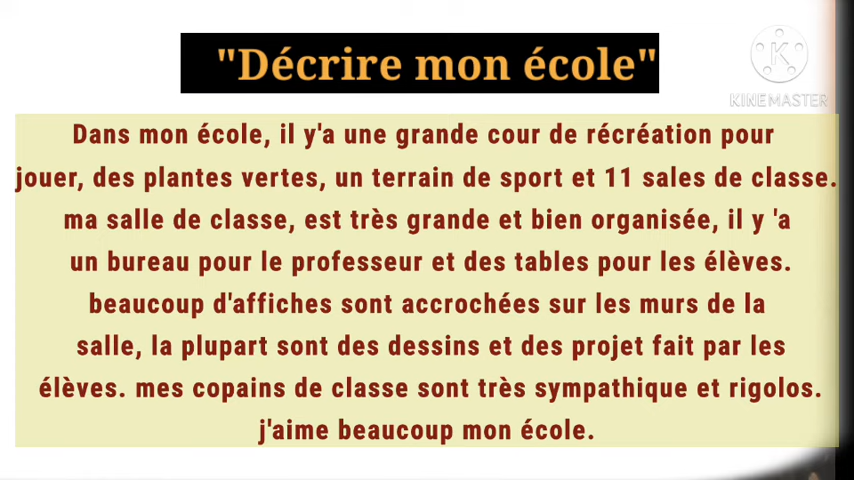 "Décrire mon école"
KINEMASTER
Dans mon école, il y'a une grande cour de récréation pour
jouer, des plantes vertes, un terrain de sport et 11 sales de classe.
ma salle de classe, est très grande et bien organisée, il y 'a
un bureau pour le professeur et des tables pour les élèves.
beaucoup d'affiches sont accrochées sur les murs de la
salle, la plupart sont des dessins et des projet fait par les
élèves. mes copains de classe sont très sympathique et rigolos.
j'aime beaucoup mon école.